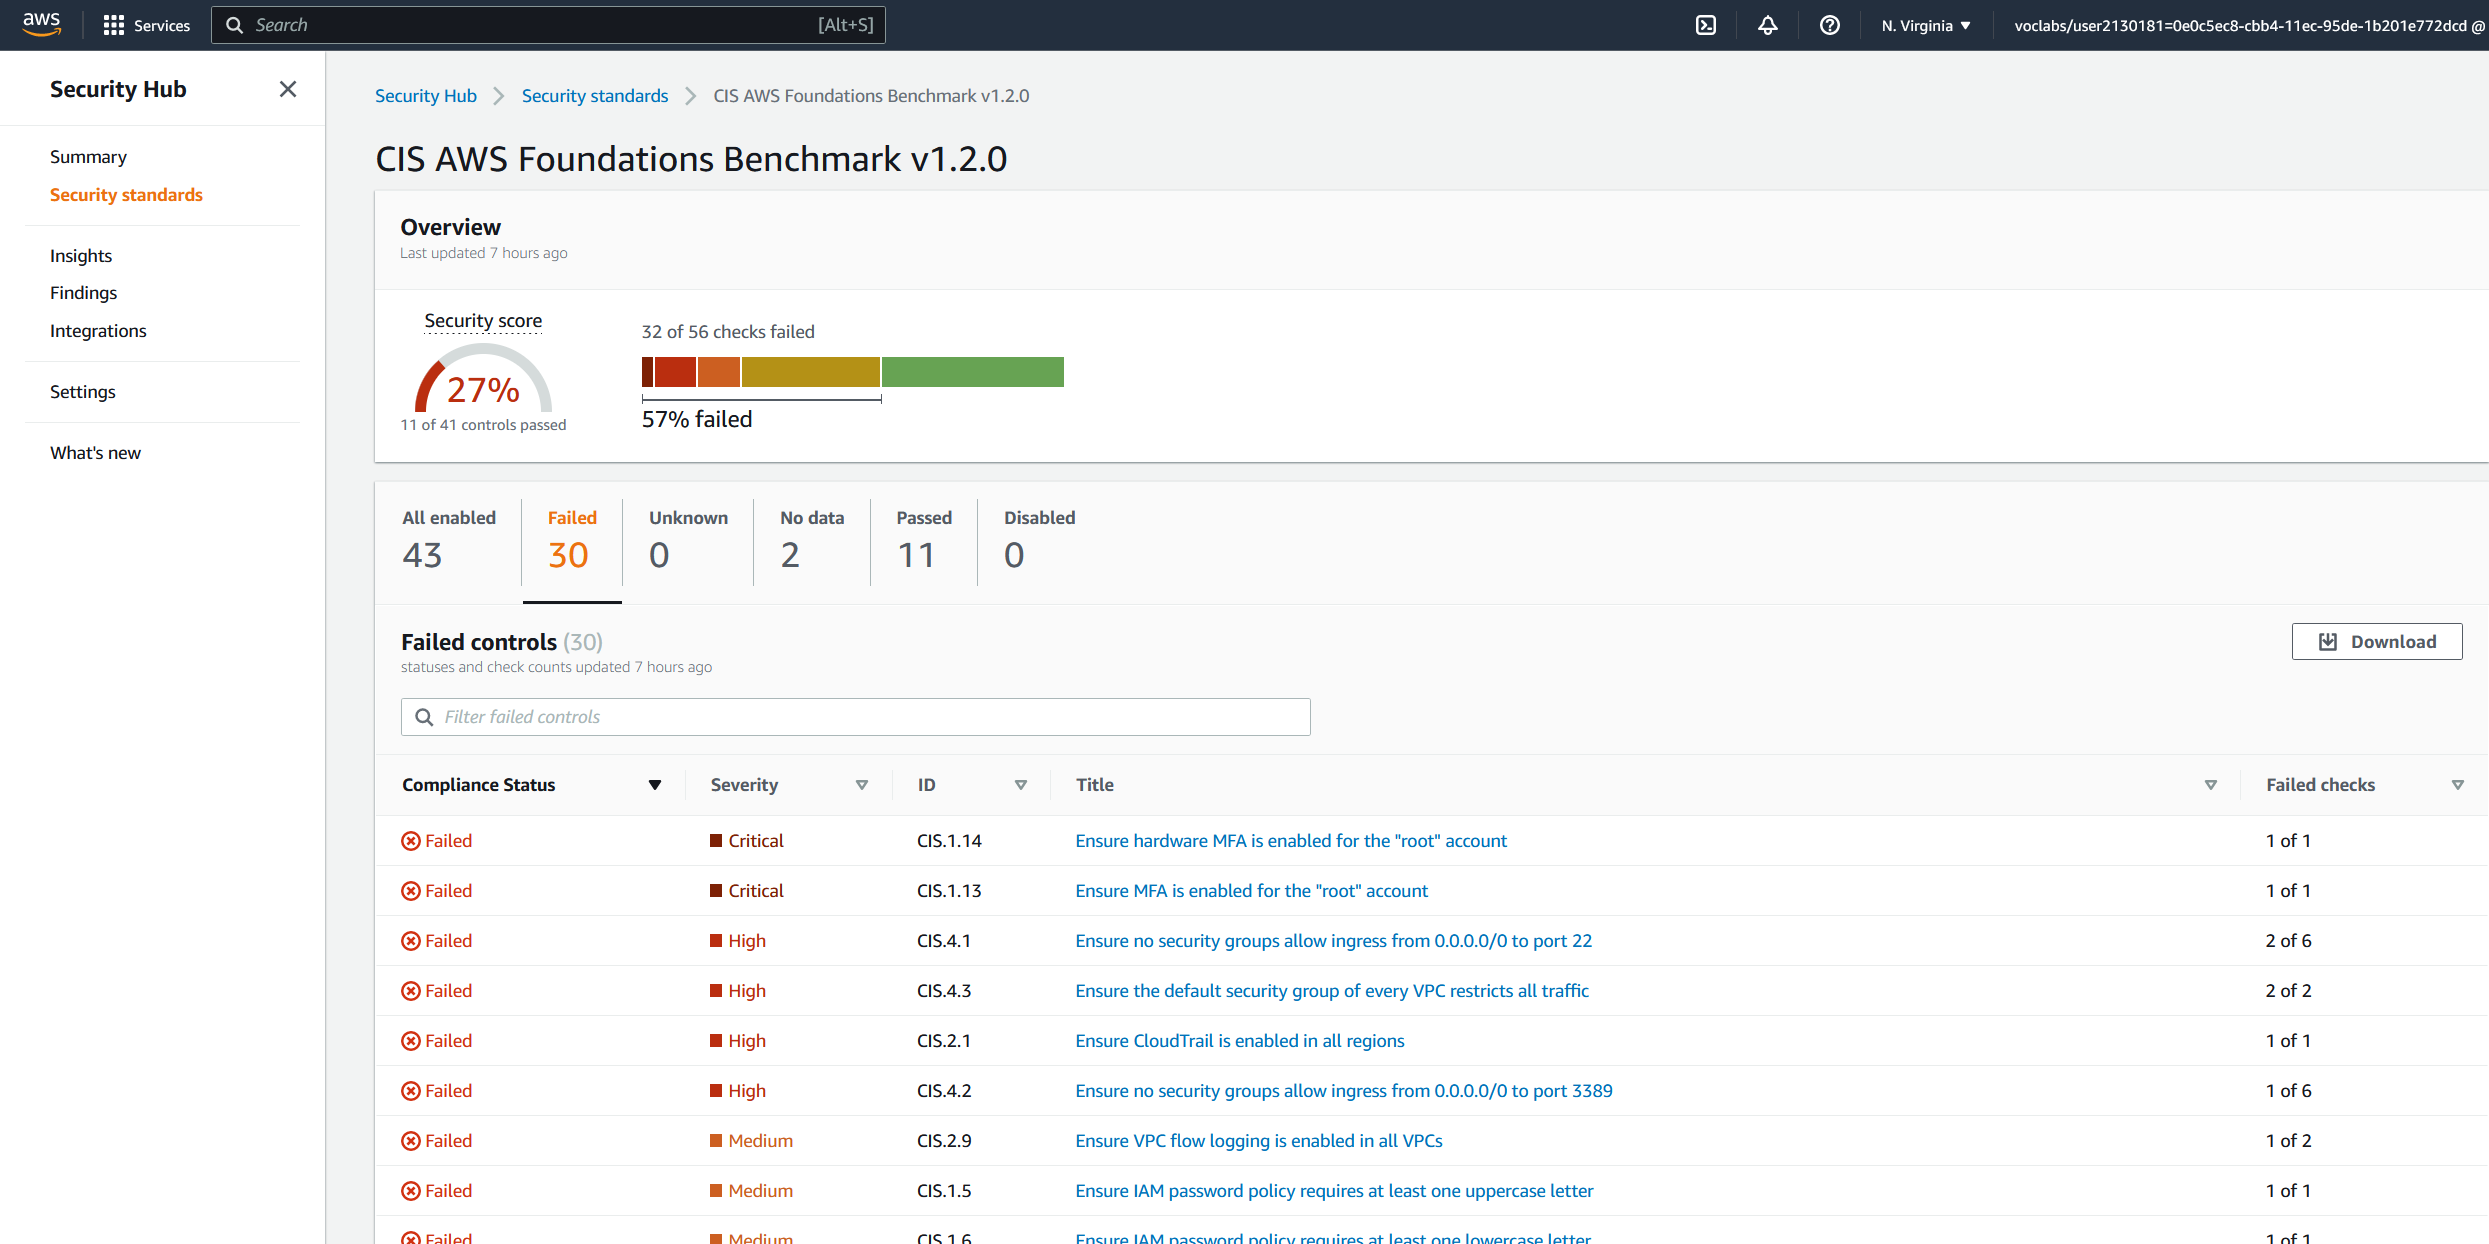 aws Services Search [Alt+S] N. Virginia ▼ voclabs/user2130181=0e0c5ec8-cbb4-11ec-95de-1b201e772dcd @
Security Hub
Summary
Security standards
Insights
Findings
Integrations
Settings
What's new
Security Hub > Security standards > CIS AWS Foundations Benchmark v1.2.0
CIS AWS Foundations Benchmark v1.2.0
Overview
Last updated 7 hours ago
Security score
27%
11 of 41 controls passed
32 of 56 checks failed
57% failed
All enabled Failed Unknown No data Passed Disabled
43 30 0 2 11 0
Failed controls (30)
statuses and check counts updated 7 hours ago
Download
Filter failed controls
Compliance Status Severity ID Title Failed checks
Failed Critical CIS.1.14 Ensure hardware MFA is enabled for the "root" account 1 of 1
Failed Critical CIS.1.13 Ensure MFA is enabled for the "root" account 1 of 1
Failed High CIS.4.1 Ensure no security groups allow ingress from 0.0.0.0/0 to port 22 2 of 6
Failed High CIS.4.3 Ensure the default security group of every VPC restricts all traffic 2 of 2
Failed High CIS.2.1 Ensure CloudTrail is enabled in all regions 1 of 1
Failed High CIS.4.2 Ensure no security groups allow ingress from 0.0.0.0/0 to port 3389 1 of 6
Failed Medium CIS.2.9 Ensure VPC flow logging is enabled in all VPCs 1 of 2
Failed Medium CIS.1.5 Ensure IAM password policy requires at least one uppercase letter 1 of 1
Failed Medium CIS.1.6 Ensure IAM password policy requires at least one lowercase letter 1 of 1